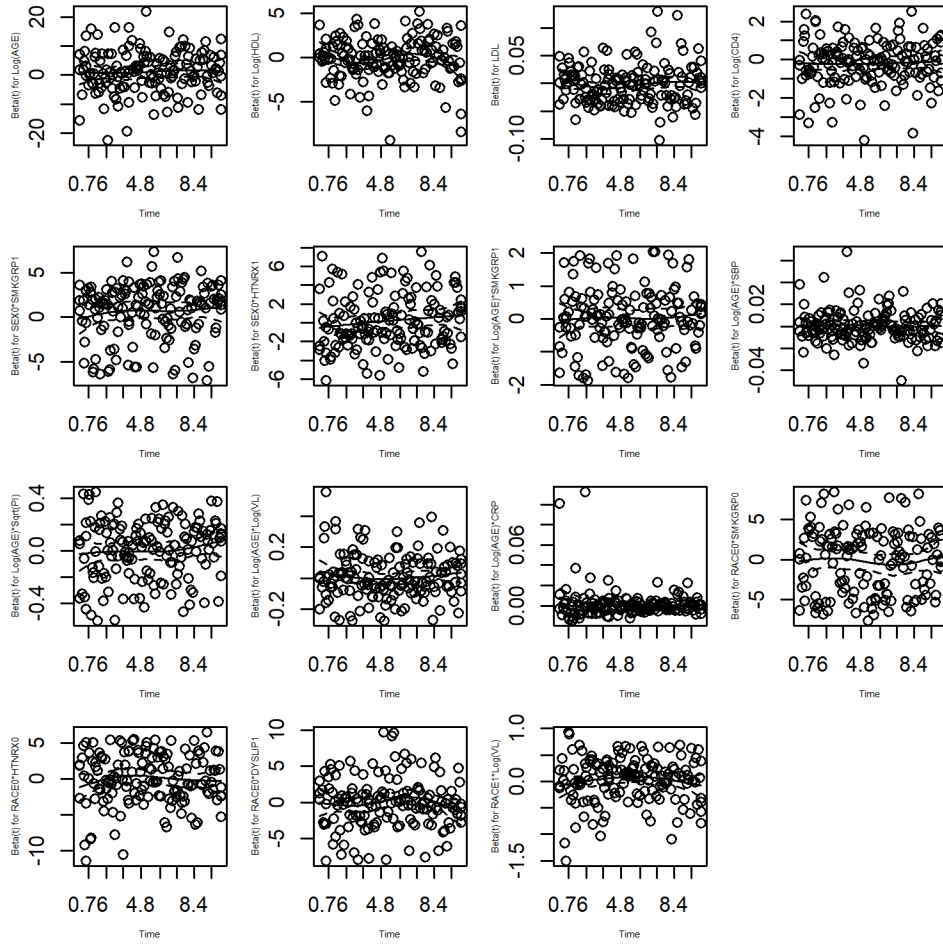 Beta(t) for Log(AGE)
20
10
0
-20
0.76 4.8 8.4
Time
Beta(t) for Log(HDL)
5
0
-5
0.76 4.8 8.4
Time
Beta(t) for LDL
0.05
-0.10
0.76 4.8 8.4
Time
Beta(t) for Log(CD4)
2
0
-2
-4
0.76 4.8 8.4
Time
Beta(t) for SEX0*SMKGRP1
5
0
-5
0.76 4.8 8.4
Time
Beta(t) for SEX0*HTNRX1
6
2
-2
-6
0.76 4.8 8.4
Time
Beta(t) for Log(AGE)*SMKGRP1
2
1
0
-1
-2
0.76 4.8 8.4
Time
Beta(t) for Log(AGE)*SBP
0.02
-0.04
0.76 4.8 8.4
Time
Beta(t) for Log(AGE)*Sqrt(PI)
0.4
0.0
-0.4
0.76 4.8 8.4
Time
Beta(t) for Log(AGE)*Log(VL)
0.2
-0.2
0.76 4.8 8.4
Time
Beta(t) for Log(AGE)*CRP
0.06
0.00
0.76 4.8 8.4
Time
Beta(t) for RACE0*SMKGRP0
5
0
-5
0.76 4.8 8.4
Time
Beta(t) for RACE0*HTNRX0
5
0
-10
0.76 4.8 8.4
Time
Beta(t) for RACE0*DYSLIP1
10
5
0
-5
0.76 4.8 8.4
Time
Beta(t) for RACE1*Log(VL)
1.0
0.0
-1.5
0.76 4.8 8.4
Time